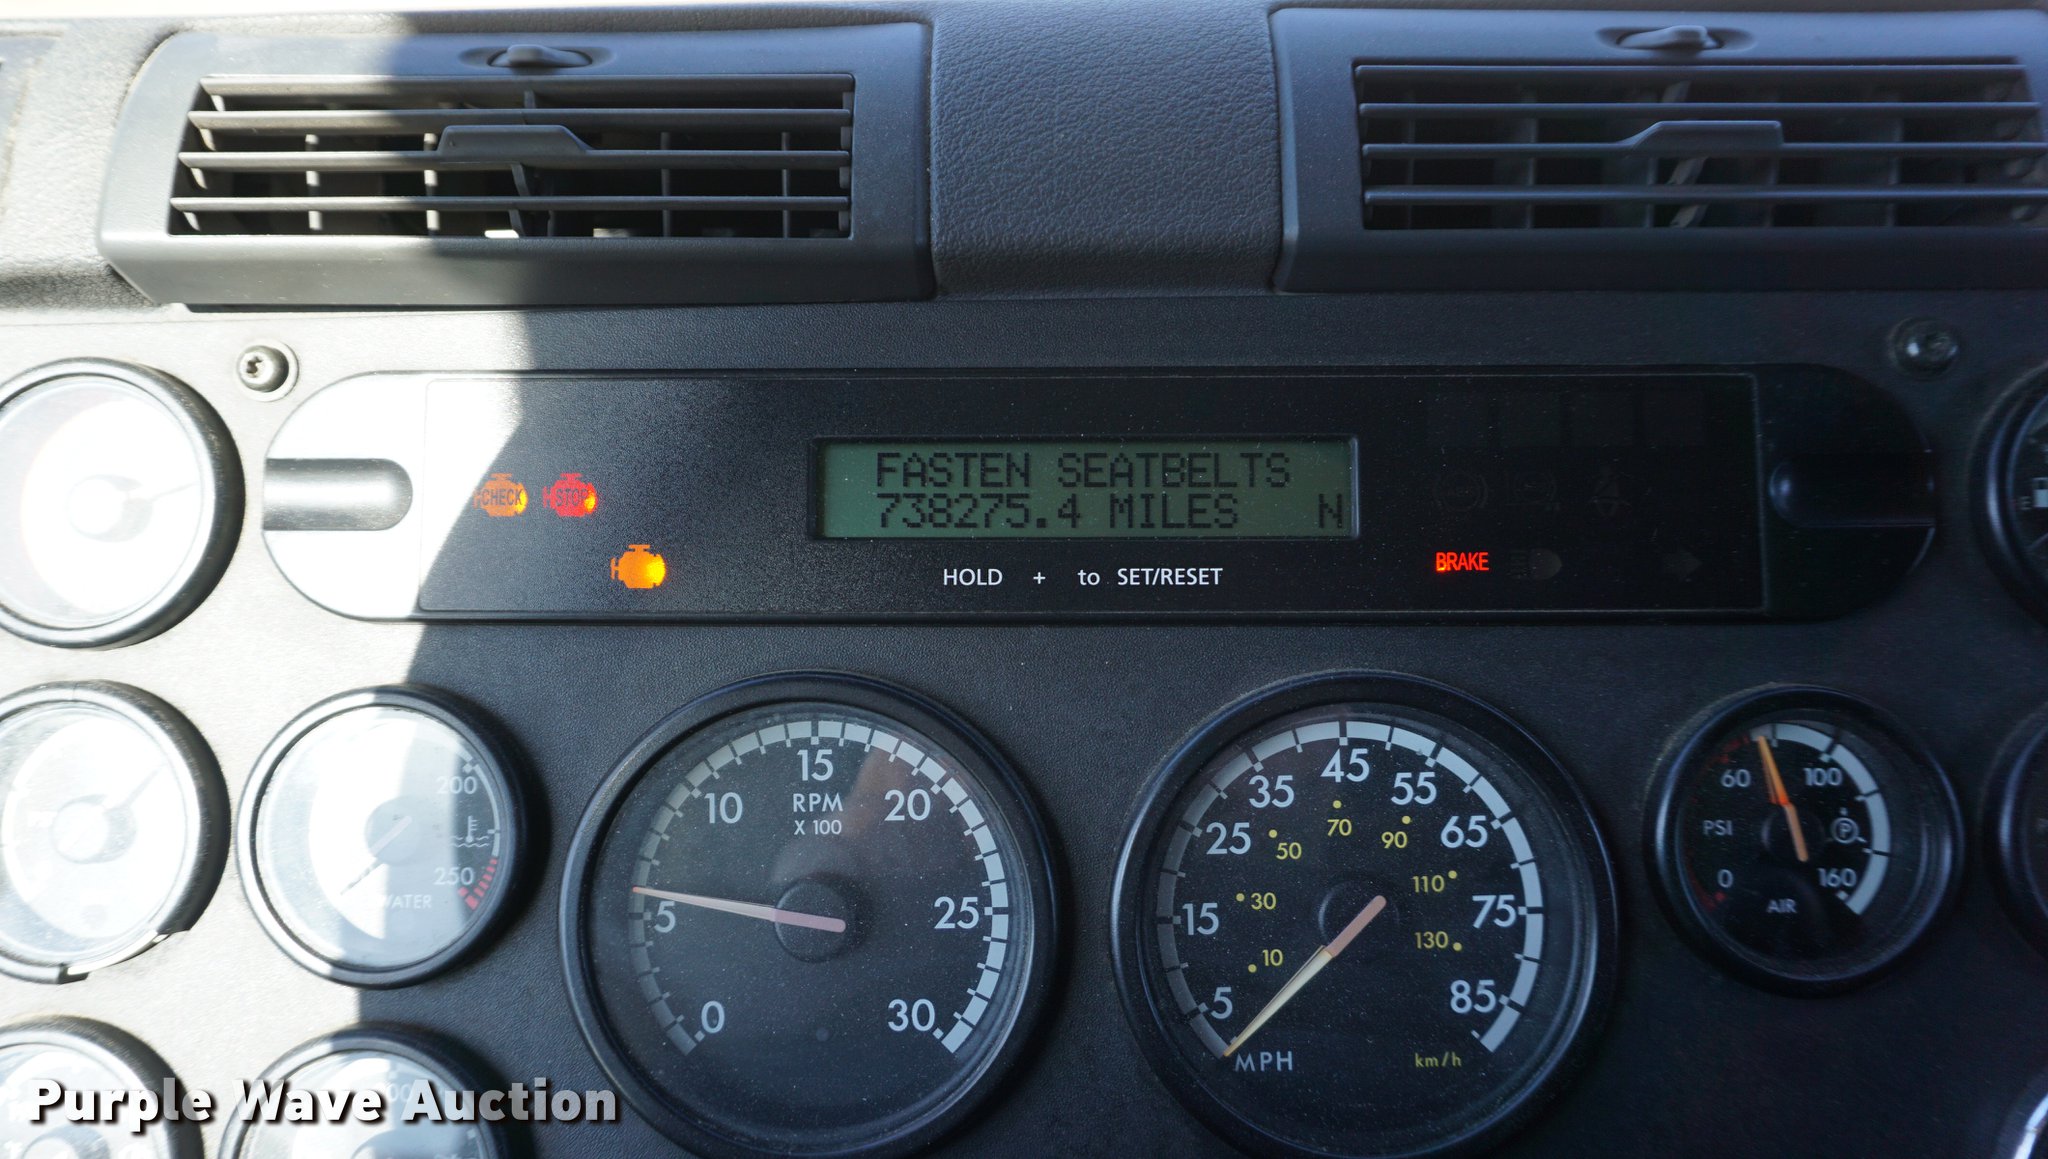 CHECK STOP
FASTEN SEATBELTS
738275.4 MILES N
HOLD + to SET/RESET
BRAKE
200
250
WATER
0 5 10 15 20 25 30
RPM
X 100
5 15 25 35 45 55 65 75 85
10 30 50 70 90 110 130
MPH
km/h
0 60 100 160
PSI
P
AIR
E
Purple Wave Auction